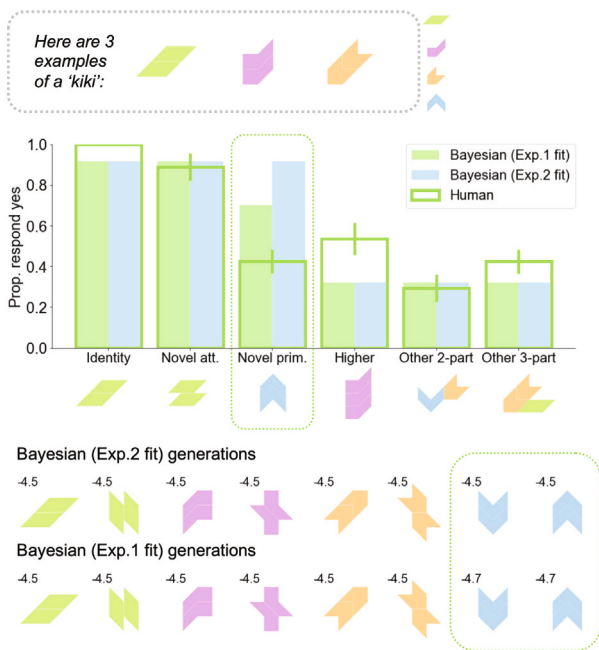 Here are 3
examples
of a ‘kiki’:
1.0
0.8
0.6
0.4
0.2
0.0
Prop. respond yes
Bayesian (Exp.1 fit)
Bayesian (Exp.2 fit)
Human
Identity Novel att. Novel prim. Higher Other 2-part Other 3-part
Bayesian (Exp.2 fit) generations
-4.5 -4.5 -4.5 -4.5 -4.5 -4.5 -4.5 -4.5
Bayesian (Exp.1 fit) generations
-4.5 -4.5 -4.5 -4.5 -4.5 -4.5 -4.7 -4.7